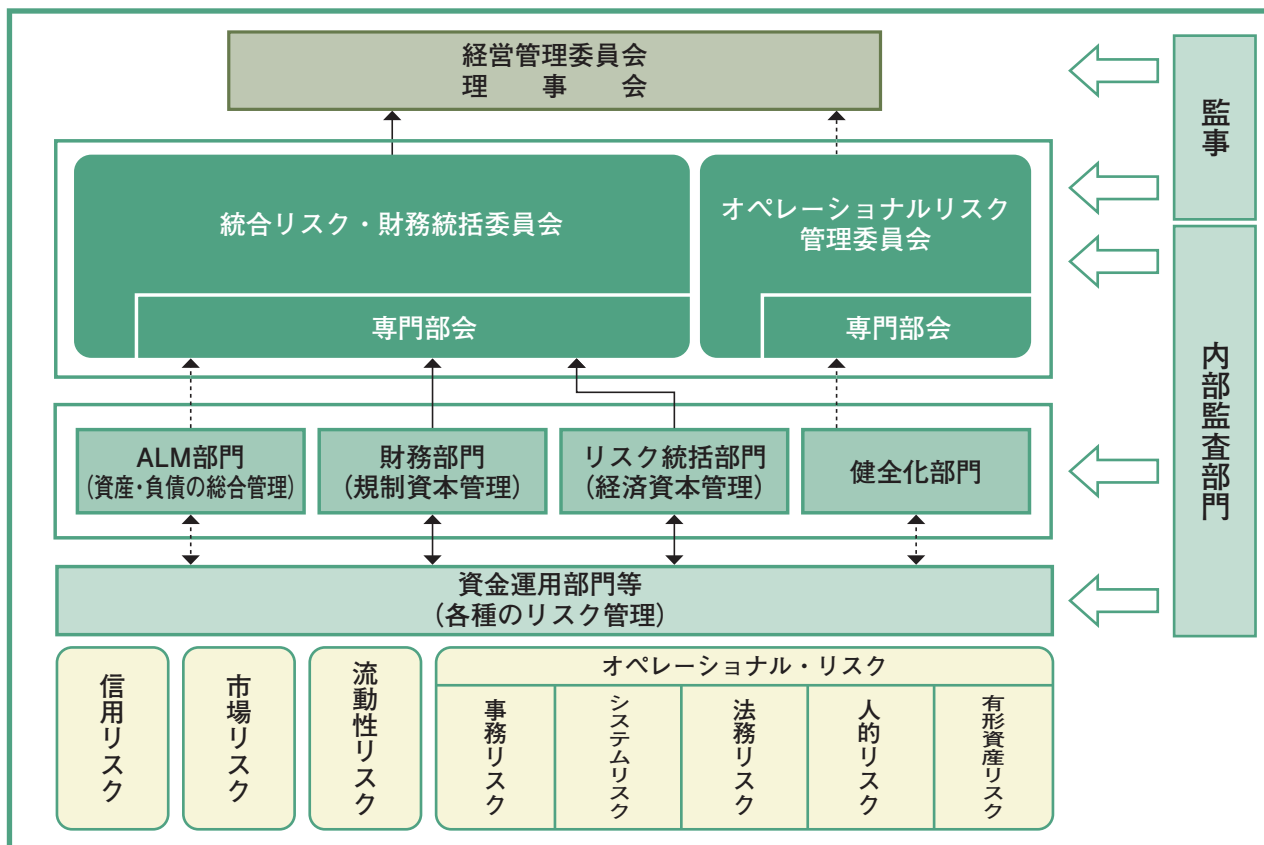 経営管理委員会
理事会
統合リスク・財務統括委員会
専門部会
オペレーショナルリスク
管理委員会
専門部会
ALM部門
（資産・負債の総合管理）
財務部門
（規制資本管理）
リスク統括部門
（経済資本管理）
健全化部門
資金運用部門等
（各種のリスク管理）
信用リスク
市場リスク
流動性リスク
オペレーショナル・リスク
事務リスク
システムリスク
法務リスク
人的リスク
有形資産リスク
監事
内部監査部門